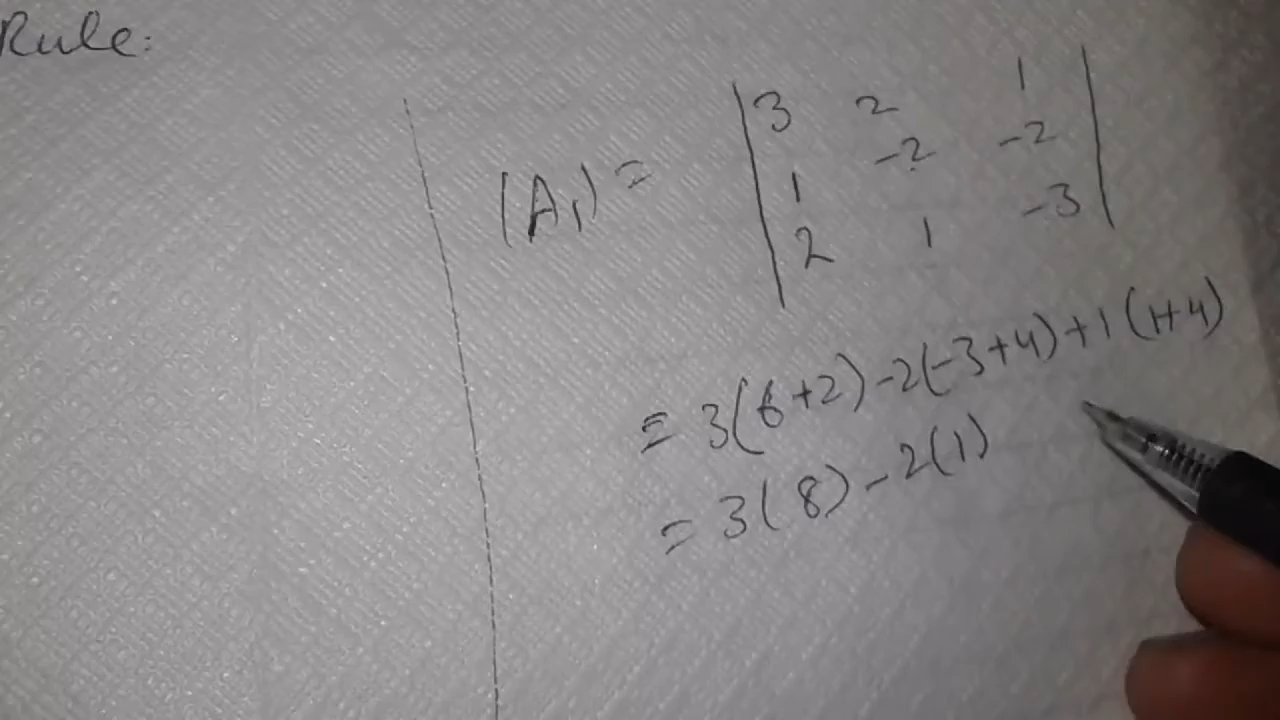 Rule:
|A₁| = | 3 2 1 |
| 1 -2 -2 |
| 2 1 -3 |
= 3(6+2) -2(-3+4) +1(1+4)
= 3(8) - 2(1)